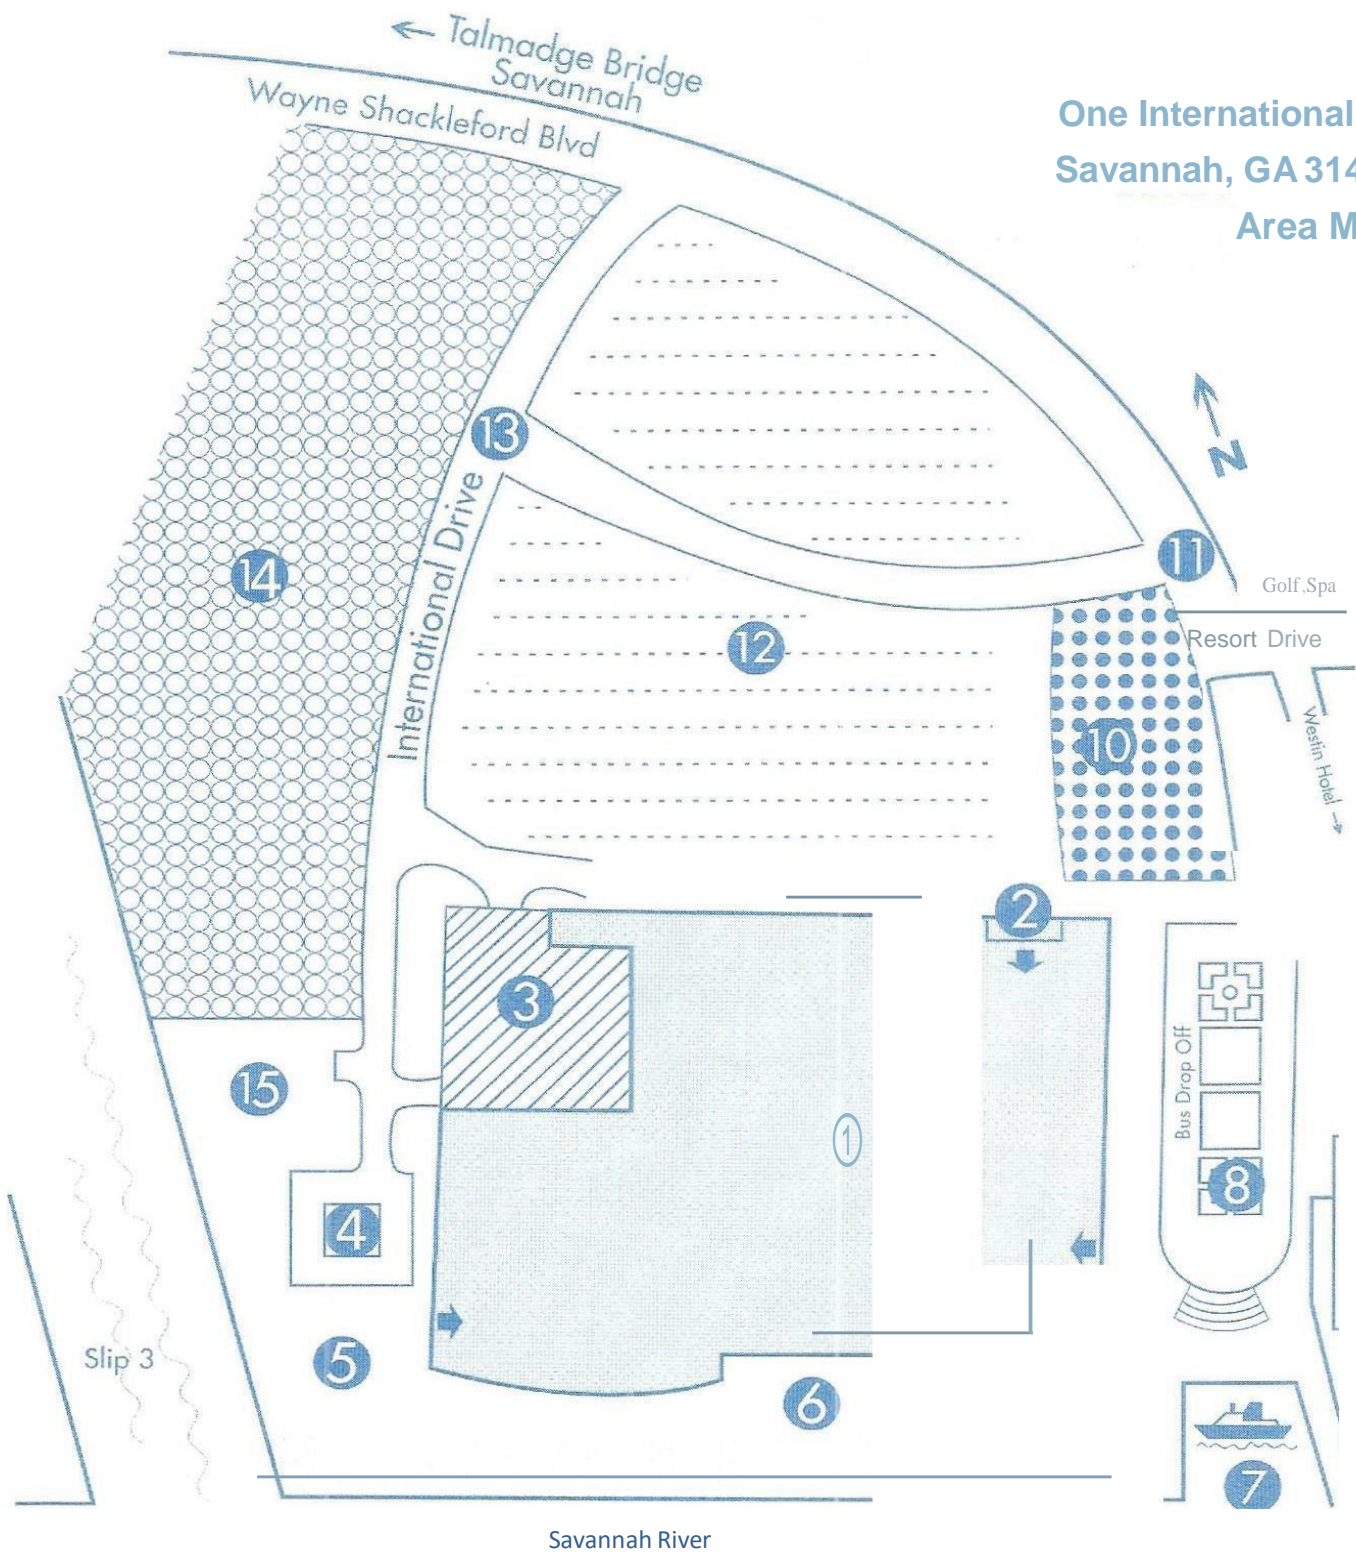 ← Talmadge Bridge
Savannah
Wayne Shackleford Blvd
One International
Savannah, GA 314
Area M
N
13
International Drive
11
Golf,Spa
Resort Drive
14
12
10
Westin Hotel →
2
3
Bus Drop Off
15
1
8
4
Slip 3
5
6
7
Savannah River